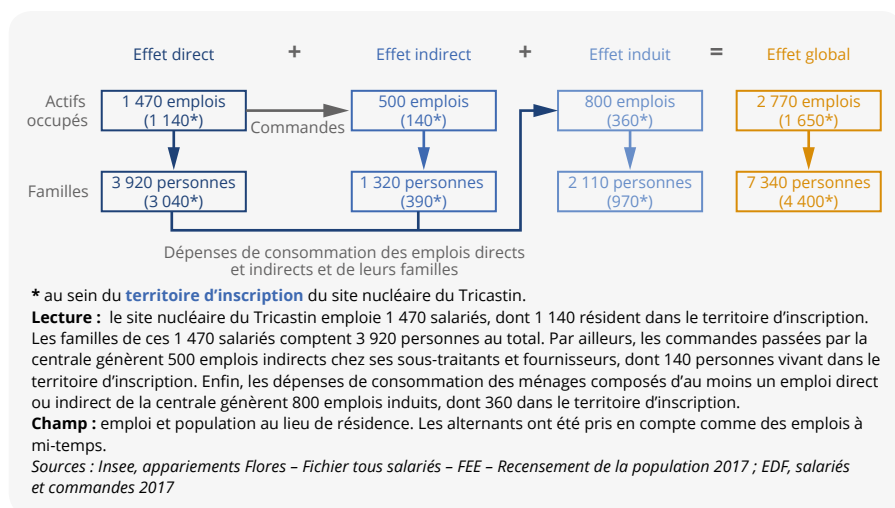 Effet direct + Effet indirect + Effet induit = Effet global
Actifs
occupés
1 470 emplois
(1 140*)
Commandes
500 emplois
(140*)
800 emplois
(360*)
2 770 emplois
(1 650*)
Familles
3 920 personnes
(3 040*)
1 320 personnes
(390*)
2 110 personnes
(970*)
7 340 personnes
(4 400*)
Dépenses de consommation des emplois directs
et indirects et de leurs familles
* au sein du territoire d’inscription du site nucléaire du Tricastin.
Lecture : le site nucléaire du Tricastin emploie 1 470 salariés, dont 1 140 résident dans le territoire d’inscription.
Les familles de ces 1 470 salariés comptent 3 920 personnes au total. Par ailleurs, les commandes passées par la
centrale génèrent 500 emplois indirects chez ses sous-traitants et fournisseurs, dont 140 personnes vivant dans le
territoire d’inscription. Enfin, les dépenses de consommation des ménages composés d’au moins un emploi direct
ou indirect de la centrale génèrent 800 emplois induits, dont 360 dans le territoire d’inscription.
Champ : emploi et population au lieu de résidence. Les alternants ont été pris en compte comme des emplois à
mi-temps.
Sources : Insee, appariements Flores – Fichier tous salariés – FEE – Recensement de la population 2017 ; EDF, salariés
et commandes 2017